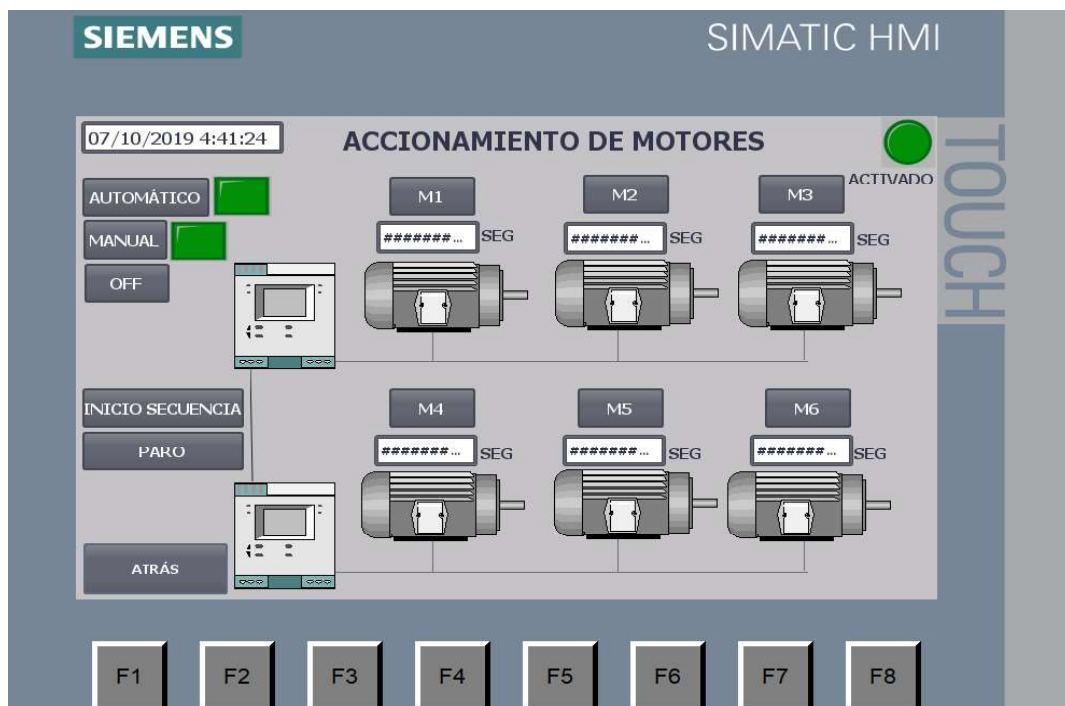 SIEMENS
SIMATIC HMI
TOUCH
07/10/2019 4:41:24
ACCIONAMIENTO DE MOTORES
ACTIVADO
AUTOMÁTICO
MANUAL
OFF
M1
M2
M3
#######... SEG
#######... SEG
#######... SEG
INICIO SECUENCIA
PARO
M4
M5
M6
#######... SEG
#######... SEG
#######... SEG
ATRÁS
F1
F2
F3
F4
F5
F6
F7
F8